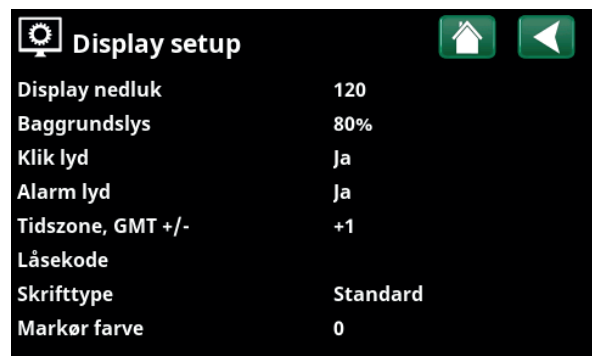 Display setup
Display nedluk 120
Baggrundslys 80%
Klik lyd Ja
Alarm lyd Ja
Tidszone, GMT +/- +1
Låsekode
Skrifttype Standard
Markør farve 0